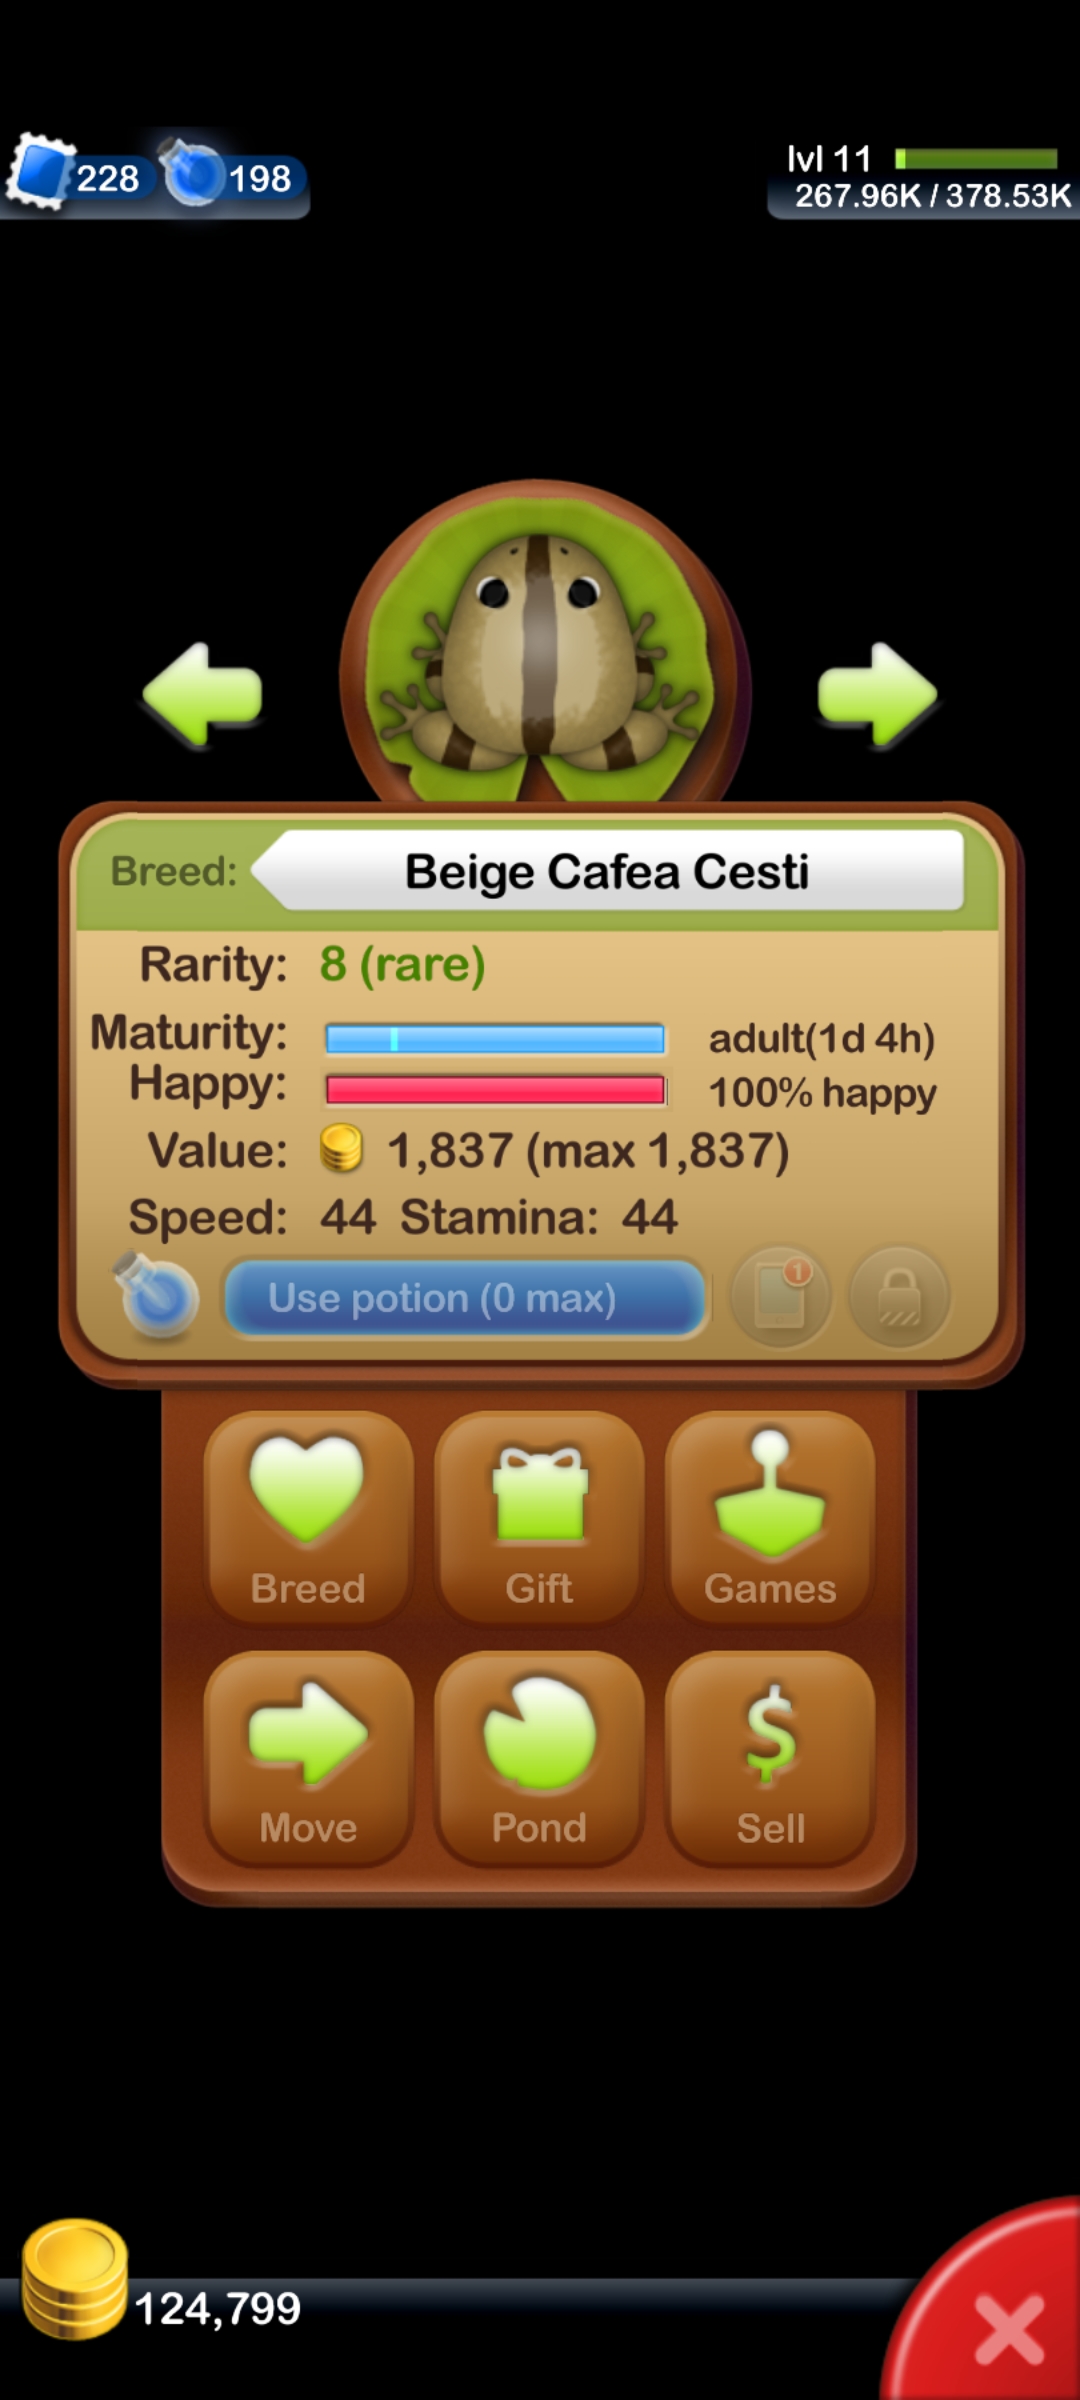 228 198
lvl 11
267.96K / 378.53K
Breed: Beige Cafea Cesti
Rarity: 8 (rare)
Maturity: adult(1d 4h)
Happy: 100% happy
Value: 1,837 (max 1,837)
Speed: 44 Stamina: 44
Use potion (0 max) 1
Breed Gift Games
Move Pond $ Sell
124,799